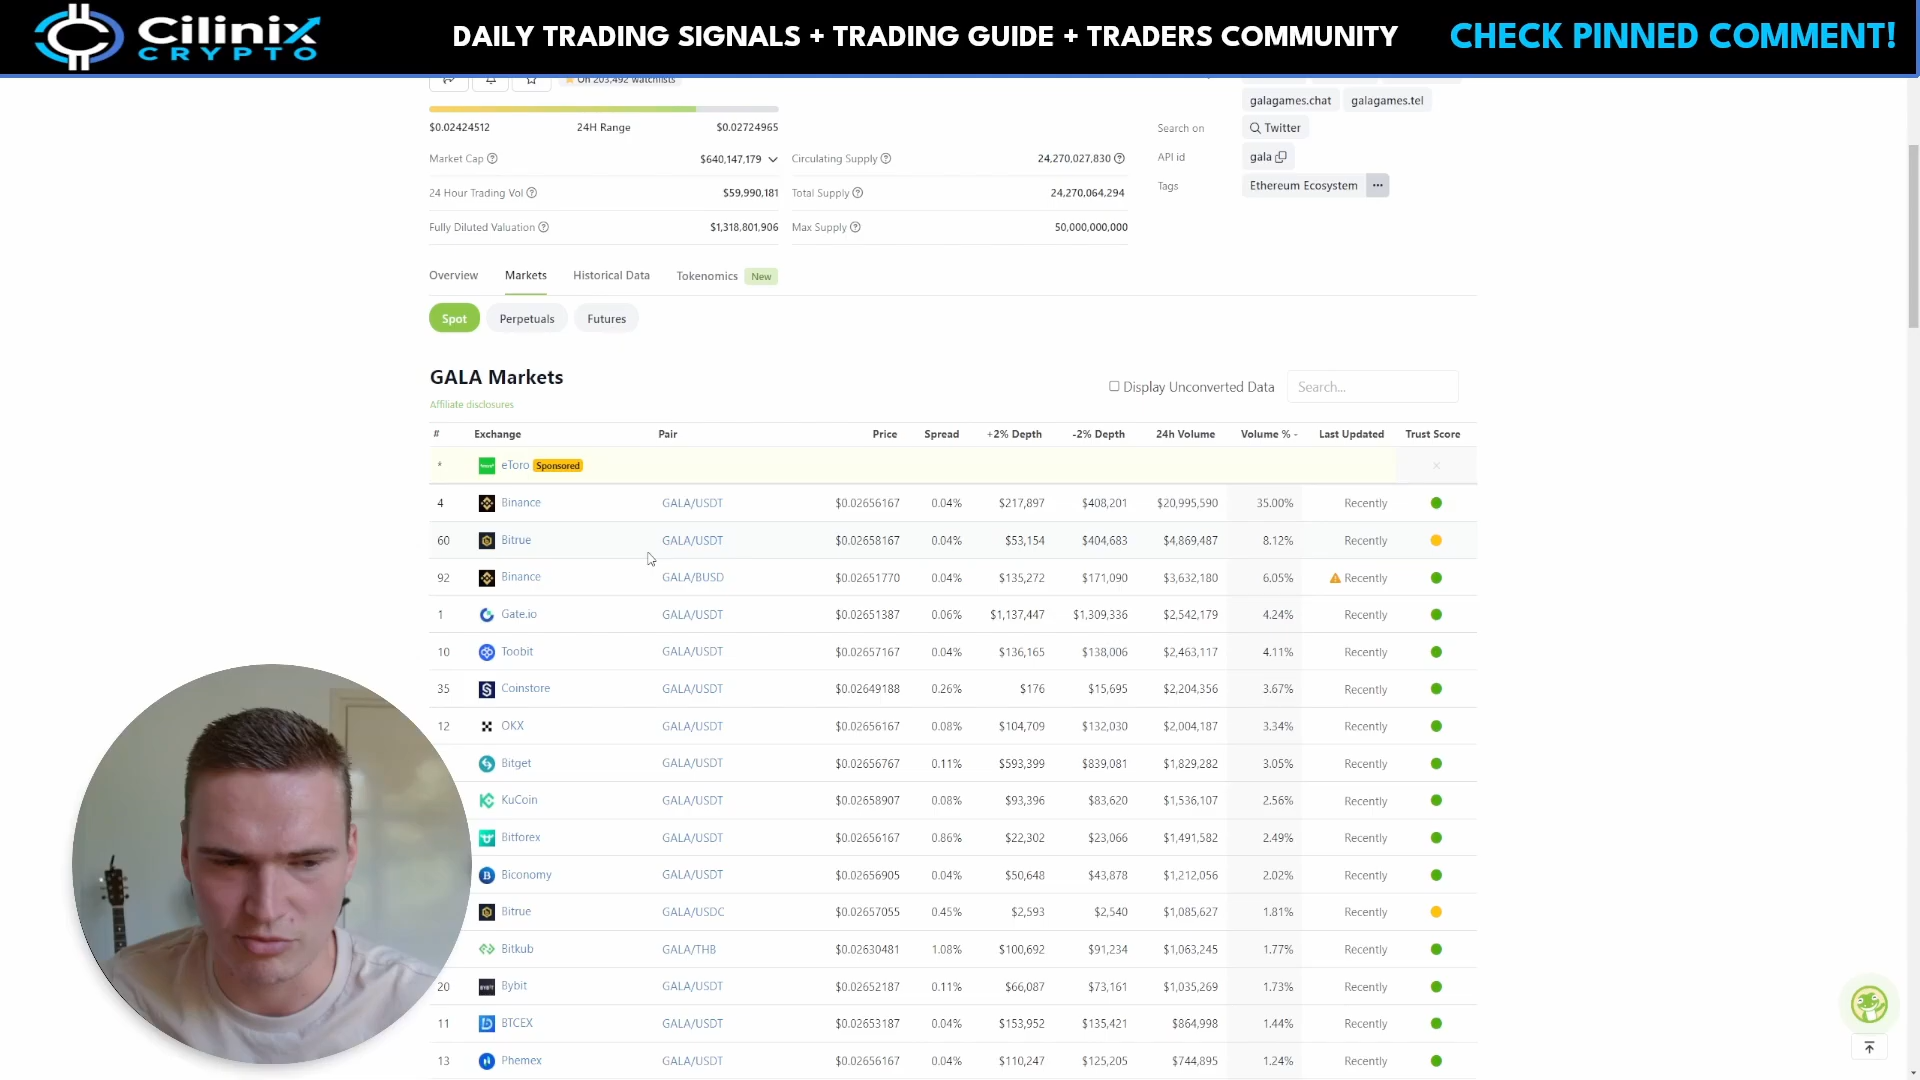 Cilinix
CRYPTO
DAILY TRADING SIGNALS + TRADING GUIDE + TRADERS COMMUNITY
CHECK PINNED COMMENT!
On 203,492 watchlists
galagames.chat galagames.tel
$0.02424512 24H Range $0.02724965
Search on Twitter
Market Cap $640,147,179 Circulating Supply 24,270,027,830
API id gala
24 Hour Trading Vol $59,990,181 Total Supply 24,270,064,294
Tags Ethereum Ecosystem ...
Fully Diluted Valuation $1,318,801,906 Max Supply 50,000,000,000
Overview Markets Historical Data Tokenomics New
Spot Perpetuals Futures
GALA Markets
Display Unconverted Data Search...
Affiliate disclosures
# Exchange Pair Price Spread +2% Depth -2% Depth 24h Volume Volume % Last Updated Trust Score
* eToro Sponsored
4 Binance GALA/USDT $0.02656167 0.04% $217,897 $408,201 $20,995,590 35.00% Recently
60 Bitrue GALA/USDT $0.02658167 0.04% $53,154 $404,683 $4,869,487 8.12% Recently
92 Binance GALA/BUSD $0.02651770 0.04% $135,272 $171,090 $3,632,180 6.05% Recently
1 Gate.io GALA/USDT $0.02651387 0.06% $1,137,447 $1,309,336 $2,542,179 4.24% Recently
10 Toobit GALA/USDT $0.02657167 0.04% $136,165 $138,006 $2,463,117 4.11% Recently
35 Coinstore GALA/USDT $0.02649188 0.26% $176 $15,695 $2,204,356 3.67% Recently
12 OKX GALA/USDT $0.02656167 0.08% $104,709 $132,030 $2,004,187 3.34% Recently
Bitget GALA/USDT $0.02656767 0.11% $593,399 $839,081 $1,829,282 3.05% Recently
KuCoin GALA/USDT $0.02658907 0.08% $93,396 $83,620 $1,536,107 2.56% Recently
Bitforex GALA/USDT $0.02656167 0.86% $22,302 $23,066 $1,491,582 2.49% Recently
Biconomy GALA/USDT $0.02656905 0.04% $50,648 $43,878 $1,212,056 2.02% Recently
Bitrue GALA/USDC $0.02657055 0.45% $2,593 $2,540 $1,085,627 1.81% Recently
Bitkub GALA/THB $0.02630481 1.08% $100,692 $91,234 $1,063,245 1.77% Recently
20 Bybit GALA/USDT $0.02652187 0.11% $66,087 $73,161 $1,035,269 1.73% Recently
11 BTCEX GALA/USDT $0.02653187 0.04% $153,952 $135,421 $864,998 1.44% Recently
13 Phemex GALA/USDT $0.02656167 0.04% $110,247 $125,205 $744,895 1.24% Recently